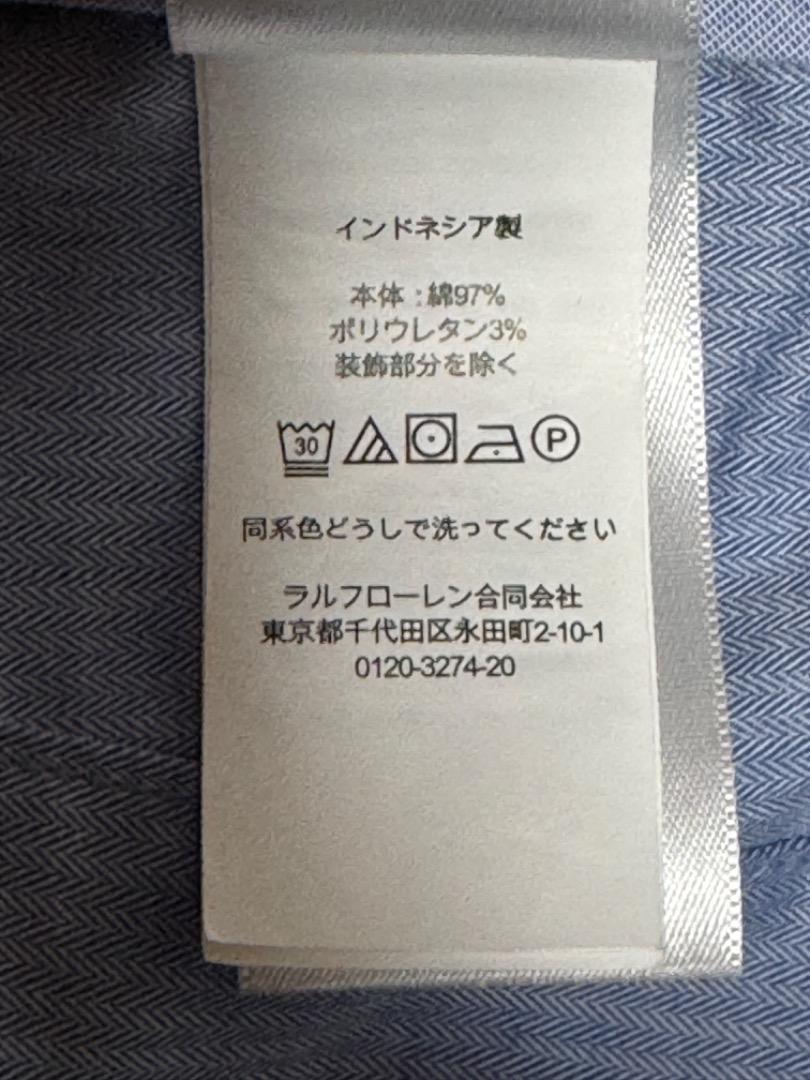 インドネシア製
本体：綿97%
ポリウレタン3%
装飾部分を除く
30 P
同系色どうしで洗ってください
ラルフローレン合同会社
東京都千代田区永田町2-10-1
0120-3274-20